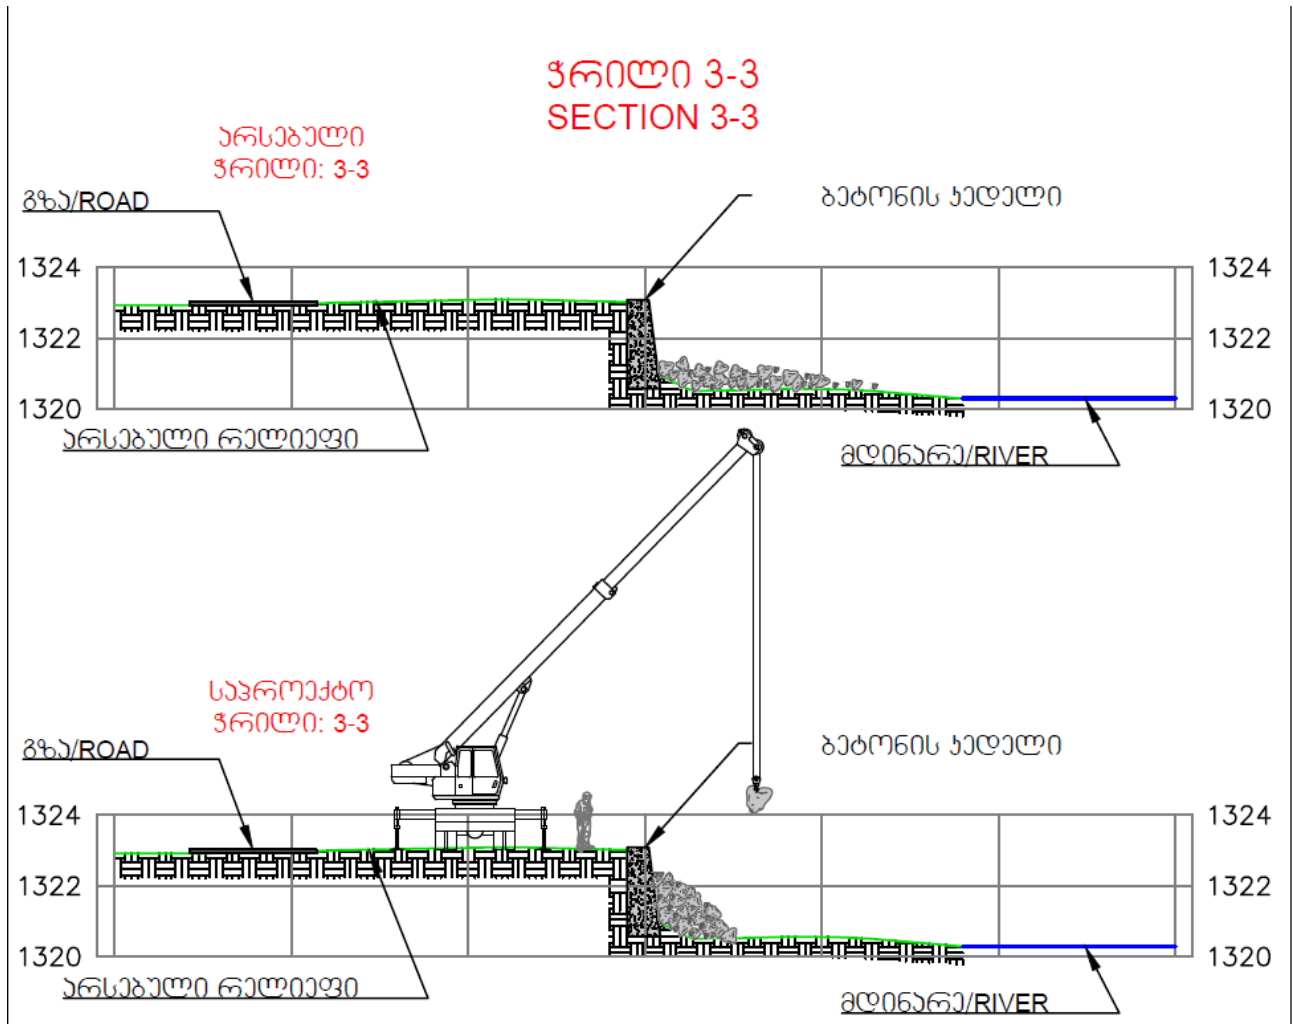 ჭრილი 3-3
SECTION 3-3
არსებული
ჭრილი: 3-3
გზა/ROAD
ბეტონის კედელი
1324
1324
1322
1322
1320
1320
არსებული რელიეფი
მდინარე/RIVER
საპროექტო
ჭრილი: 3-3
გზა/ROAD
ბეტონის კედელი
1324
1324
1322
1322
1320
1320
არსებული რელიეფი
მდინარე/RIVER